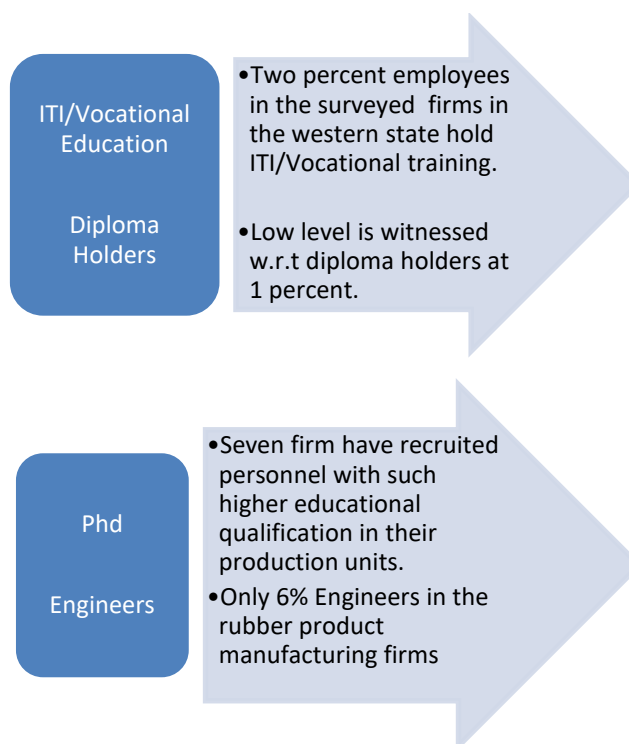 ITI/Vocational
Education
Diploma
Holders
•Two percent employees
in the surveyed firms in
the western state hold
ITI/Vocational training.
•Low level is witnessed
w.r.t diploma holders at
1 percent.
Phd
Engineers
•Seven firm have recruited
personnel with such
higher educational
qualification in their
production units.
•Only 6% Engineers in the
rubber product
manufacturing firms